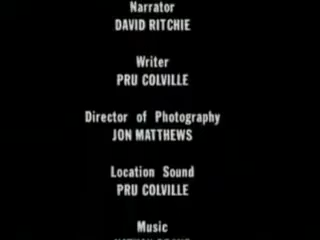 Narrator
DAVID RITCHIE
Writer
PRU COLVILLE
Director of Photography
JON MATTHEWS
Location Sound
PRU COLVILLE
Music